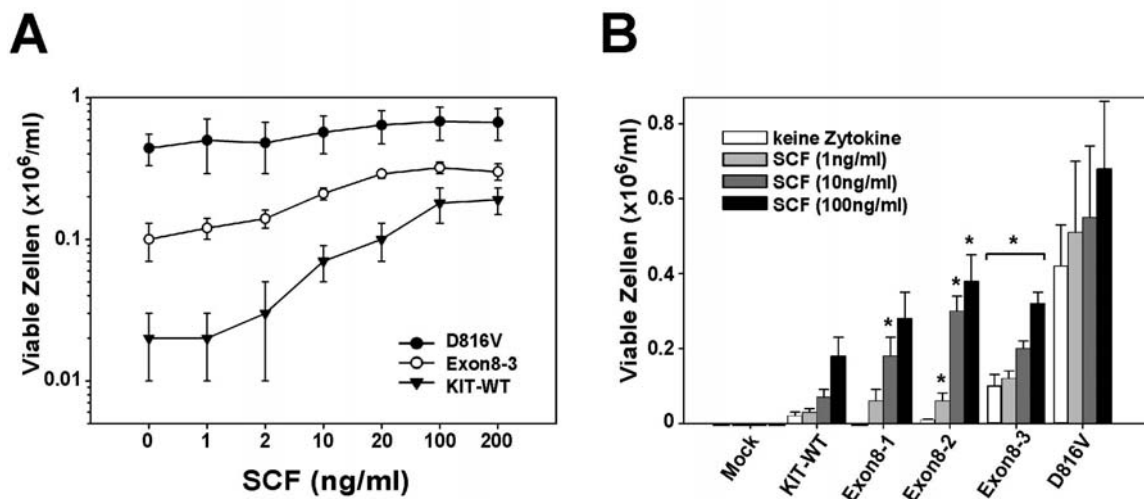 A
Viable Zellen (x10⁶/ml)
1
0.1
0.01
D816V
Exon8-3
KIT-WT
0 1 2 10 20 100 200
SCF (ng/ml)
B
Viable Zellen (x10⁶/ml)
0.8
0.6
0.4
0.2
0
keine Zytokine
SCF (1ng/ml)
SCF (10ng/ml)
SCF (100ng/ml)
* * * * *
Mock KIT-WT Exon8-1 Exon8-2 Exon8-3 D816V